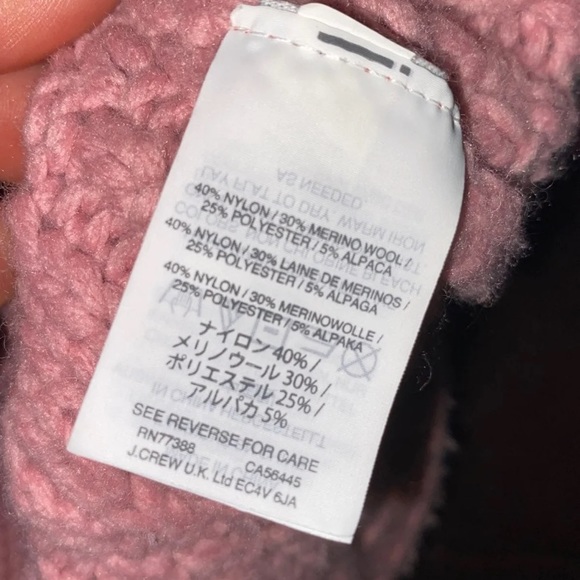 40% NYLON / 30% MERINO WOOL /
25% POLYESTER / 5% ALPACA
40% NYLON / 30% LAINE DE MERINOS /
25% POLYESTER / 5% ALPAGA
40% NYLON / 30% MERINOWOLLE /
25% POLYESTER / 5% ALPAKA
ナイロン 40% /
メリノウール 30% /
ポリエステル 25% /
アルパカ 5%
SEE REVERSE FOR CARE
RN77388 CA56445
J.CREW U.K. Ltd EC4V 6JA